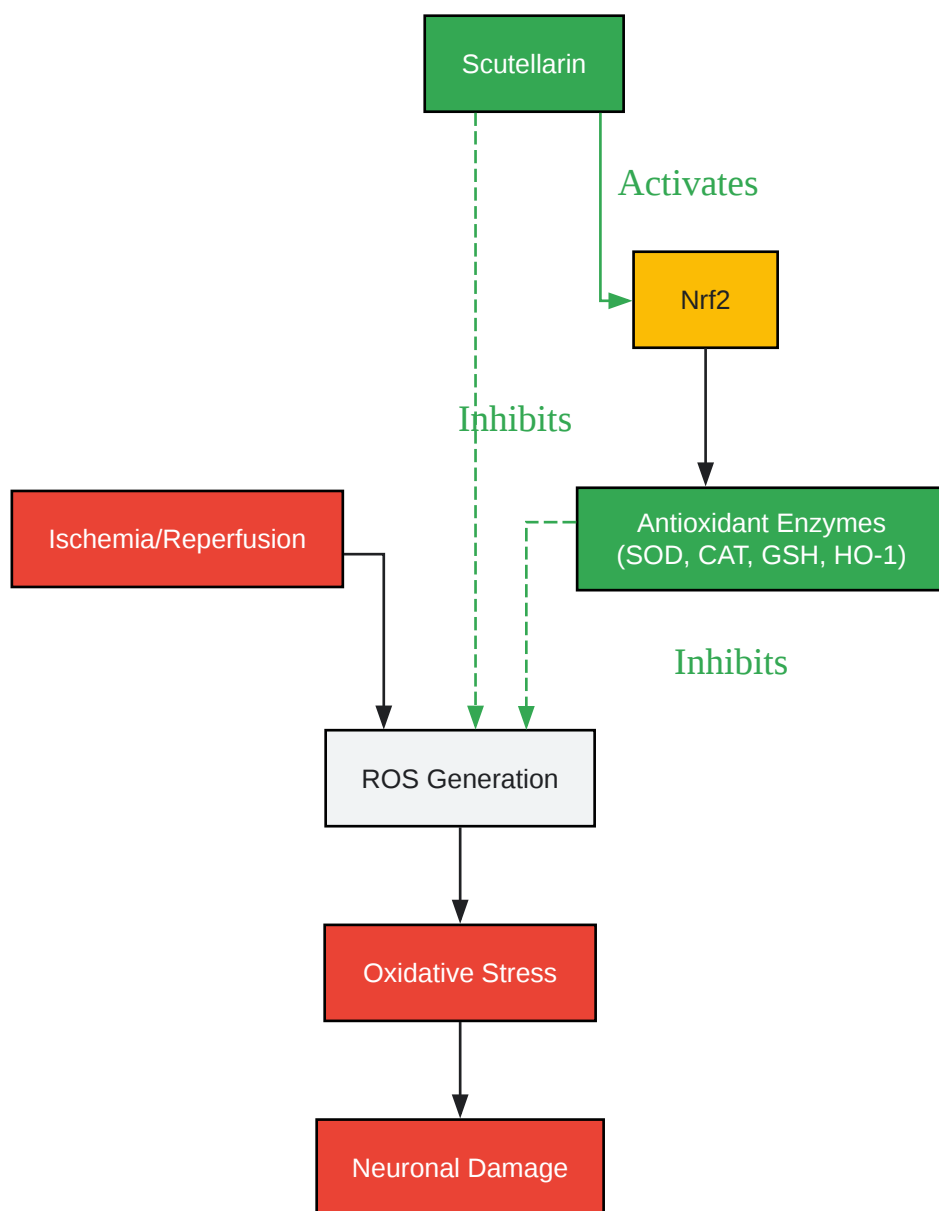 Scutellarin
Activates
Nrf2
Inhibits
Ischemia/Reperfusion
Antioxidant Enzymes
(SOD, CAT, GSH, HO-1)
Inhibits
ROS Generation
Oxidative Stress
Neuronal Damage